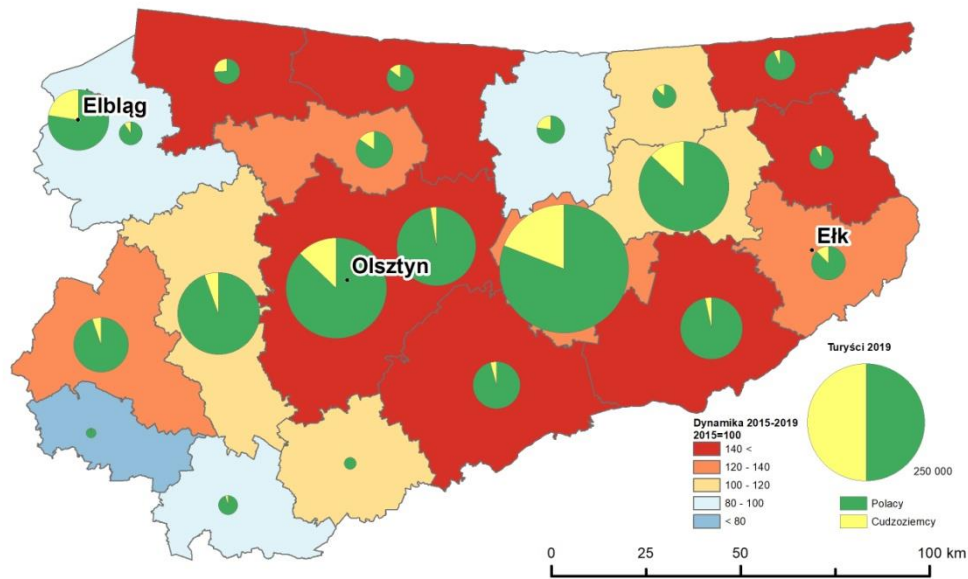 Elbląg
Olsztyn
Ełk
Turyści 2019
250 000
Polacy
Cudzoziemcy
Dynamika 2015-2019
2015=100
140 <
120 - 140
100 - 120
80 - 100
< 80
0 25 50 100 km